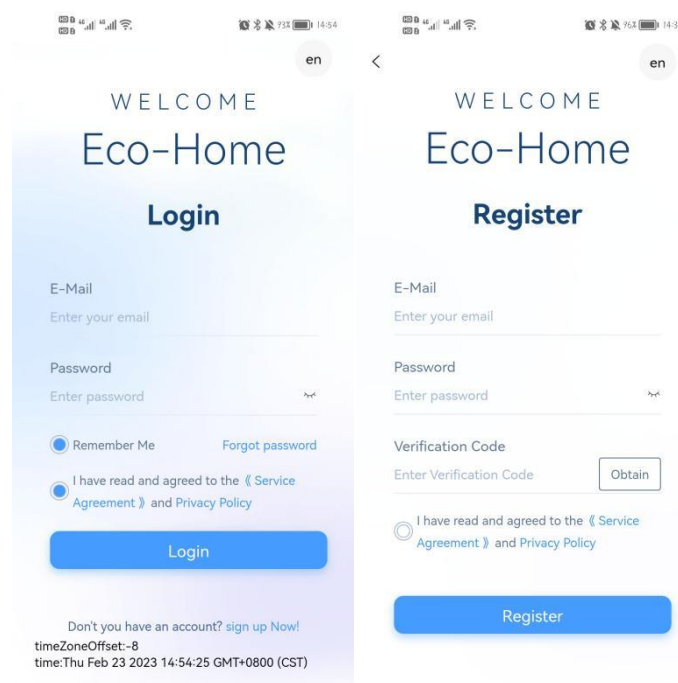 93% 14:54
en
WELCOME
Eco-Home
Login
E-Mail
Enter your email
Password
Enter password
Remember Me Forgot password
I have read and agreed to the 《 Service
Agreement 》 and Privacy Policy
Login
Don't you have an account? sign up Now!
timeZoneOffset:-8
time:Thu Feb 23 2023 14:54:25 GMT+0800 (CST)
76% 14:3
en
WELCOME
Eco-Home
Register
E-Mail
Enter your email
Password
Enter password
Verification Code
Enter Verification Code Obtain
I have read and agreed to the 《 Service
Agreement 》 and Privacy Policy
Register